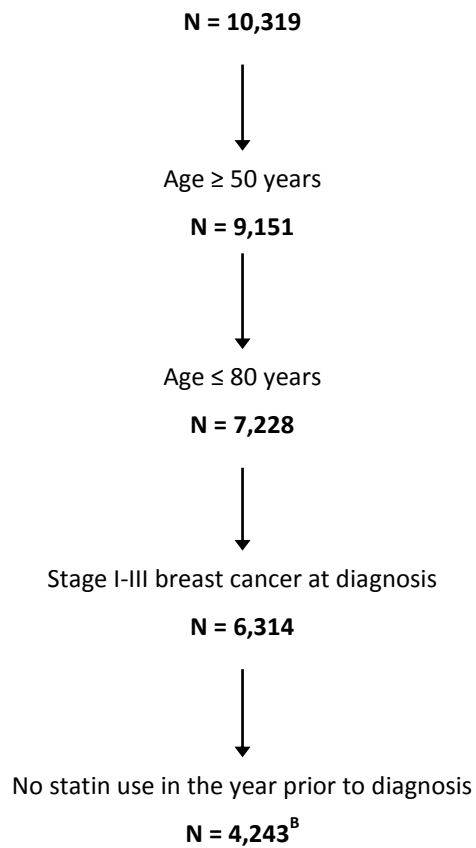 N = 10,319
Age ≥ 50 years
N = 9,151
Age ≤ 80 years
N = 7,228
Stage I-III breast cancer at diagnosis
N = 6,314
No statin use in the year prior to diagnosis
N = 4,243ᴮ